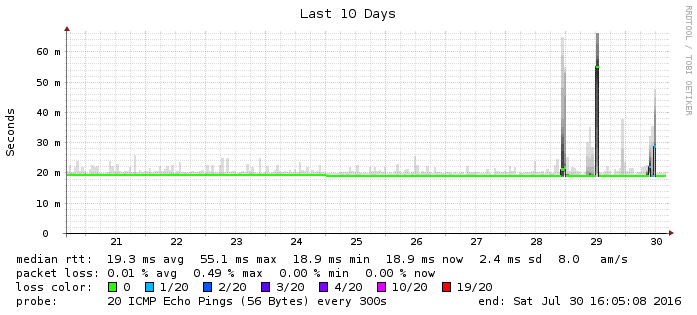 Last 10 Days
RRDTOOL / TOBI OETIKER
Seconds
60 m
50 m
40 m
30 m
20 m
10 m
0
21 22 23 24 25 26 27 28 29 30
median rtt: 19.3 ms avg 55.1 ms max 18.9 ms min 18.9 ms now 2.4 ms sd 8.0 am/s
packet loss: 0.01 % avg 0.49 % max 0.00 % min 0.00 % now
loss color: 0 1/20 2/20 3/20 4/20 10/20 19/20
probe: 20 ICMP Echo Pings (56 Bytes) every 300s end: Sat Jul 30 16:05:08 2016